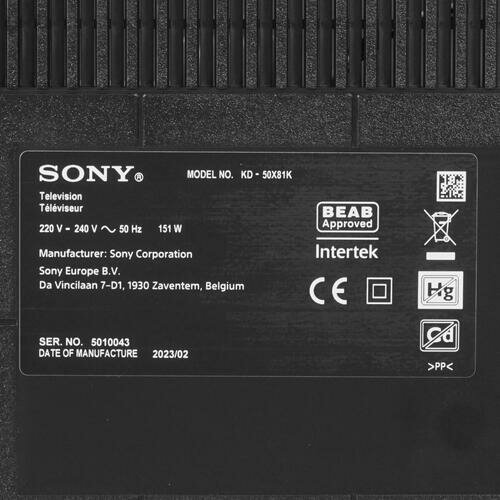 SONY®
MODEL NO. KD - 50X81K
Television
Téléviseur
220 V - 240 V ~ 50 Hz 151 W
BEAB
Approved
Intertek
Manufacturer: Sony Corporation
Sony Europe B.V.
Da Vincilaan 7-D1, 1930 Zaventem, Belgium
CE
Hg
Cd
SER. NO. 5010043
DATE OF MANUFACTURE 2023/02
>PP<